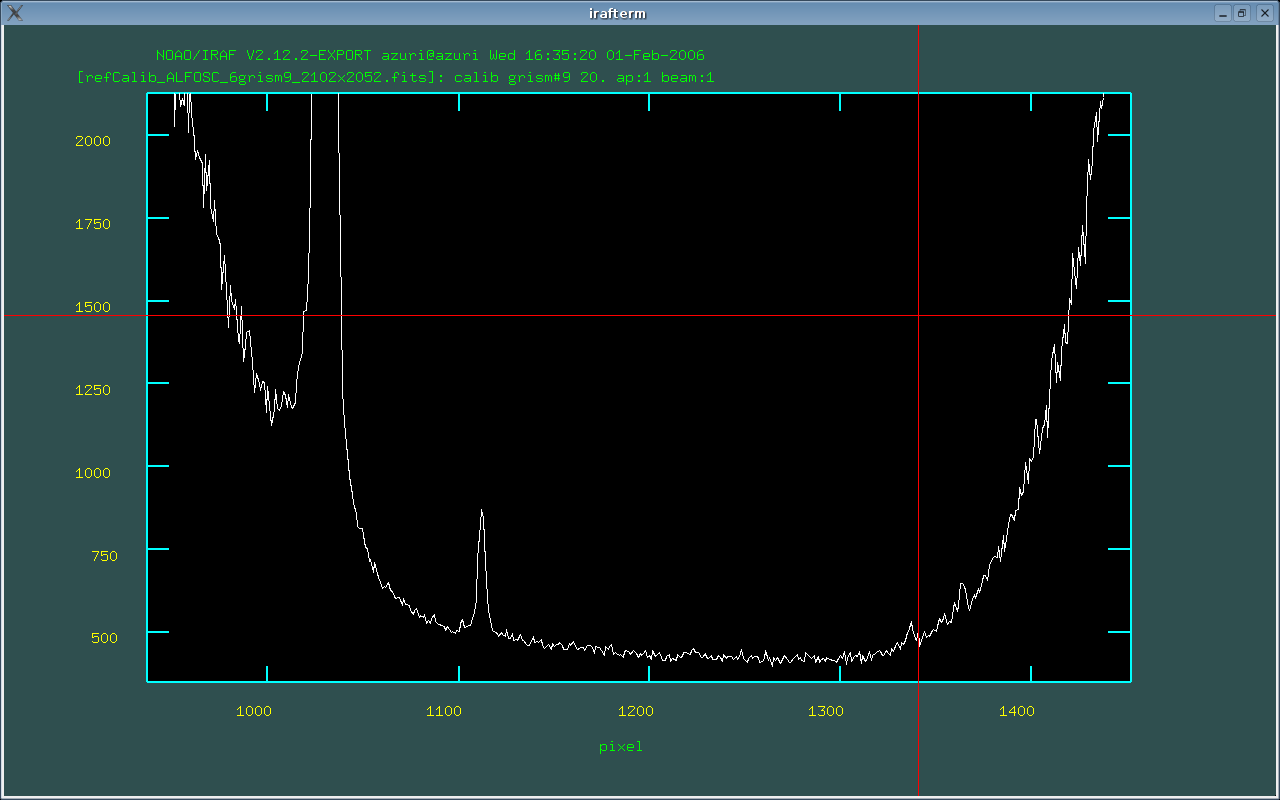 irafterm
NOAO/IRAF V2.12.2-EXPORT azuri@azuri Wed 16:35:20 01-Feb-2006
[refCalib_ALFOSC_6grism9_2102x2052.fits]: calib grism#9 20. ap:1 beam:1
2000
1750
1500
1250
1000
750
500
1000 1100 1200 1300 1400
pixel